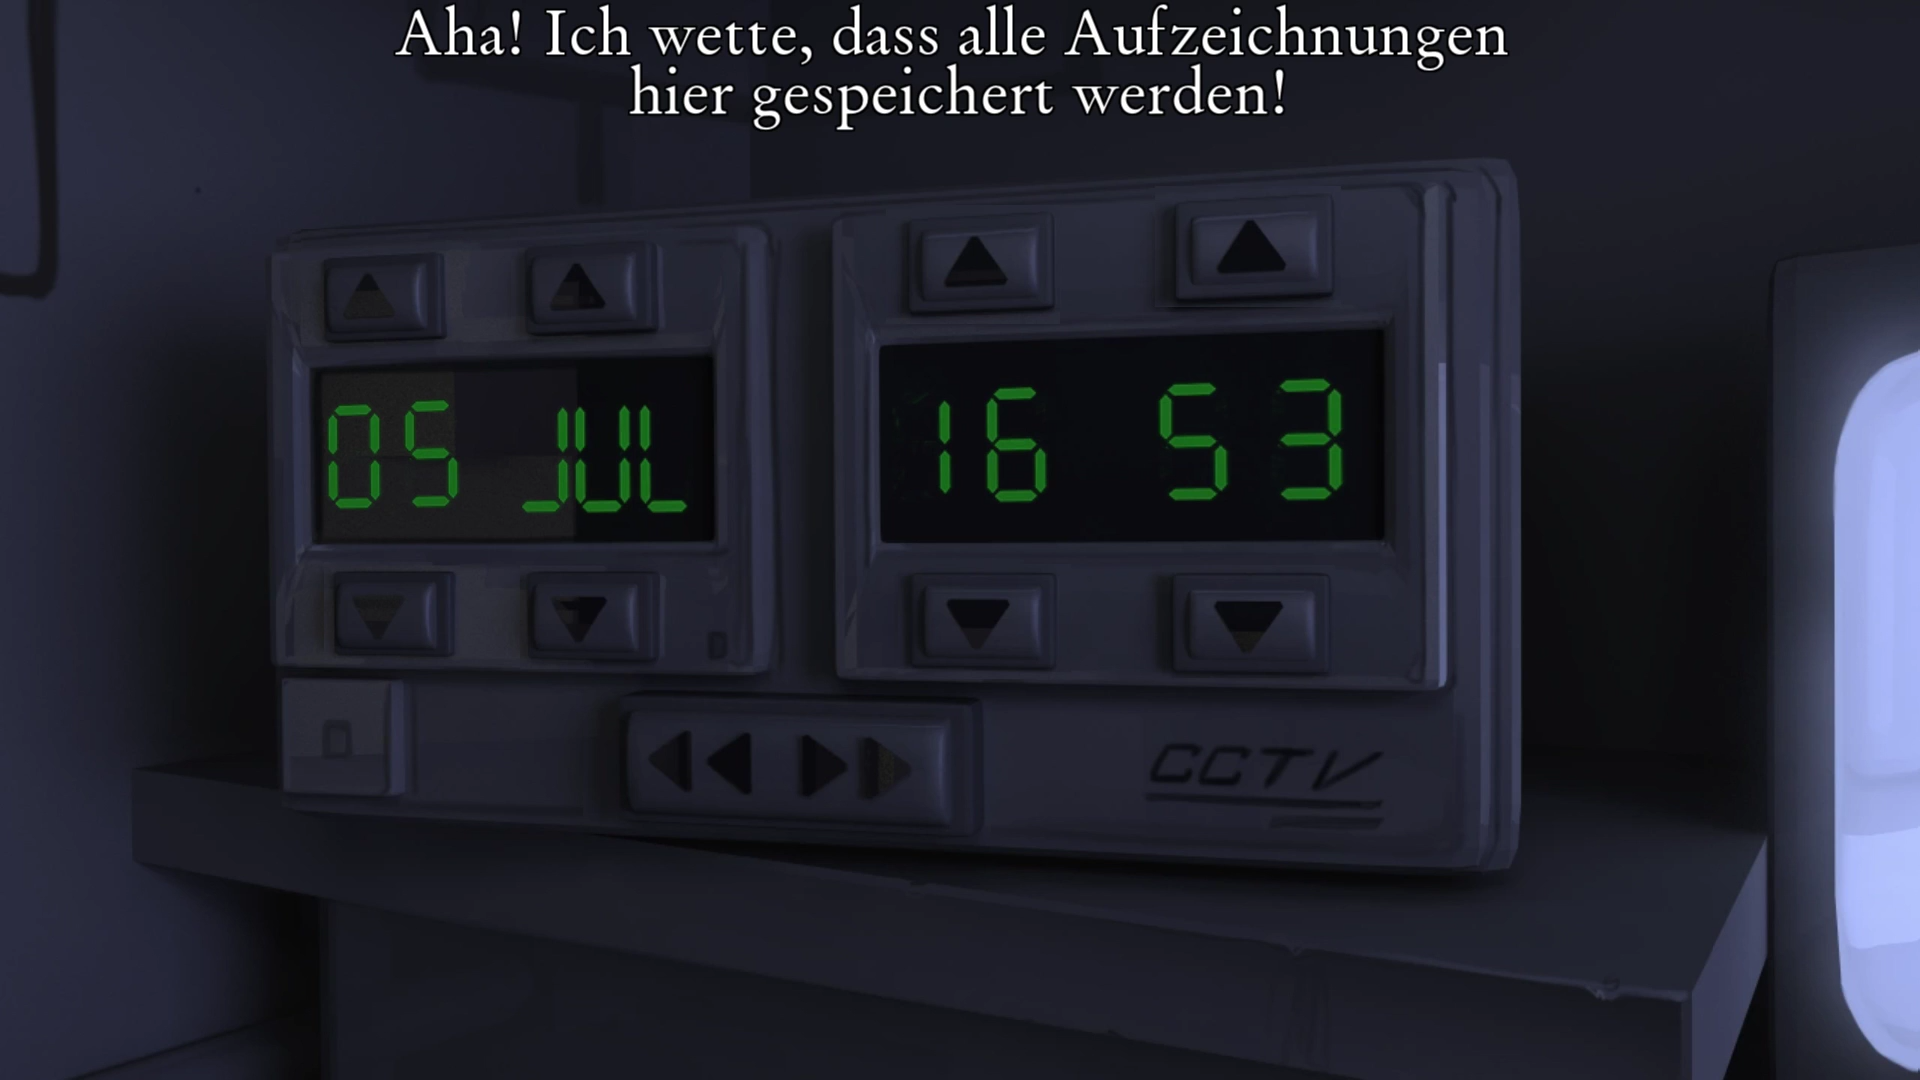 Aha! Ich wette, dass alle Aufzeichnungen
hier gespeichert werden!
05 JUL
16 53
CCTV